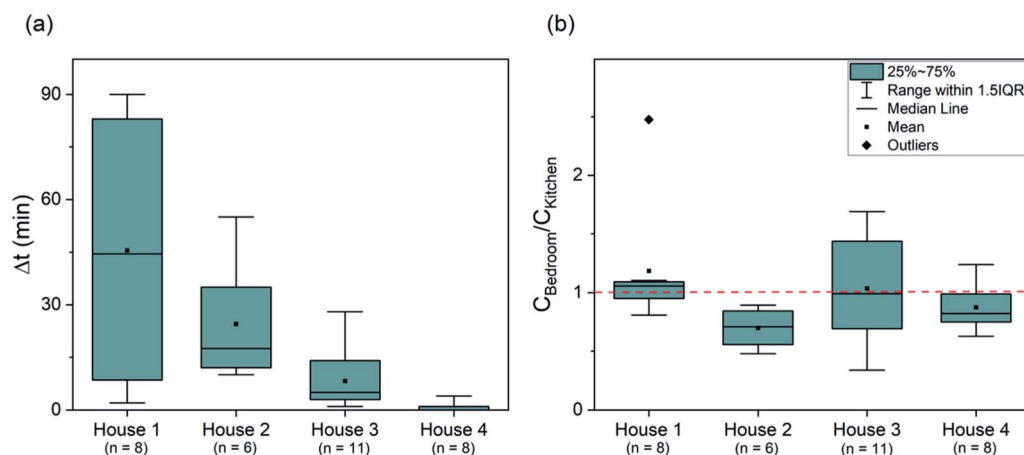 (a)
Δt (min)
90
60
30
0
House 1
(n = 8)
House 2
(n = 6)
House 3
(n = 11)
House 4
(n = 8)
(b)
C_Bedroom/C_Kitchen
2
1
0
25%~75%
Range within 1.5IQR
Median Line
Mean
Outliers
House 1
(n = 8)
House 2
(n = 6)
House 3
(n = 11)
House 4
(n = 8)